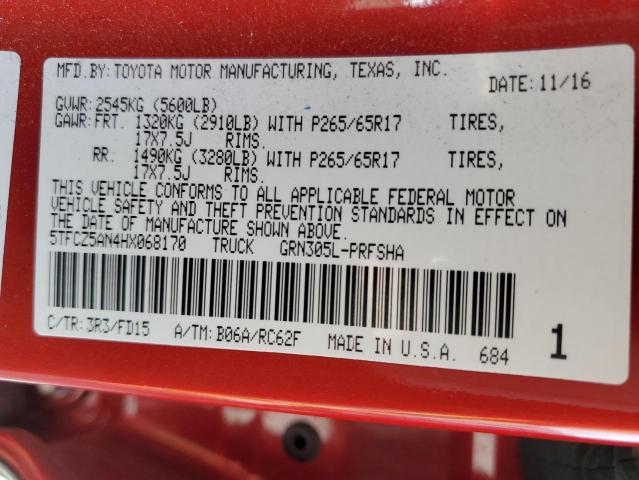 MFD.BY:TOYOTA MOTOR MANUFACTURING, TEXAS, INC.
DATE:11/16
GVWR:2545KG (5600LB)
GAWR:FRT. 1320KG (2910LB) WITH P265/65R17 TIRES,
17X7.5J RIMS.
RR. 1490KG (3280LB) WITH P265/65R17 TIRES,
17X7.5J RIMS.
THIS VEHICLE CONFORMS TO ALL APPLICABLE FEDERAL MOTOR
VEHICLE SAFETY AND THEFT PREVENTION STANDARDS IN EFFECT ON
THE DATE OF MANUFACTURE SHOWN ABOVE.
5TFCZ5AN4HX068170 TRUCK GRN305L-PRFSHA
C/TR:3R3/FD15 A/TM:B06A/RC62F MADE IN U.S.A. 684 1